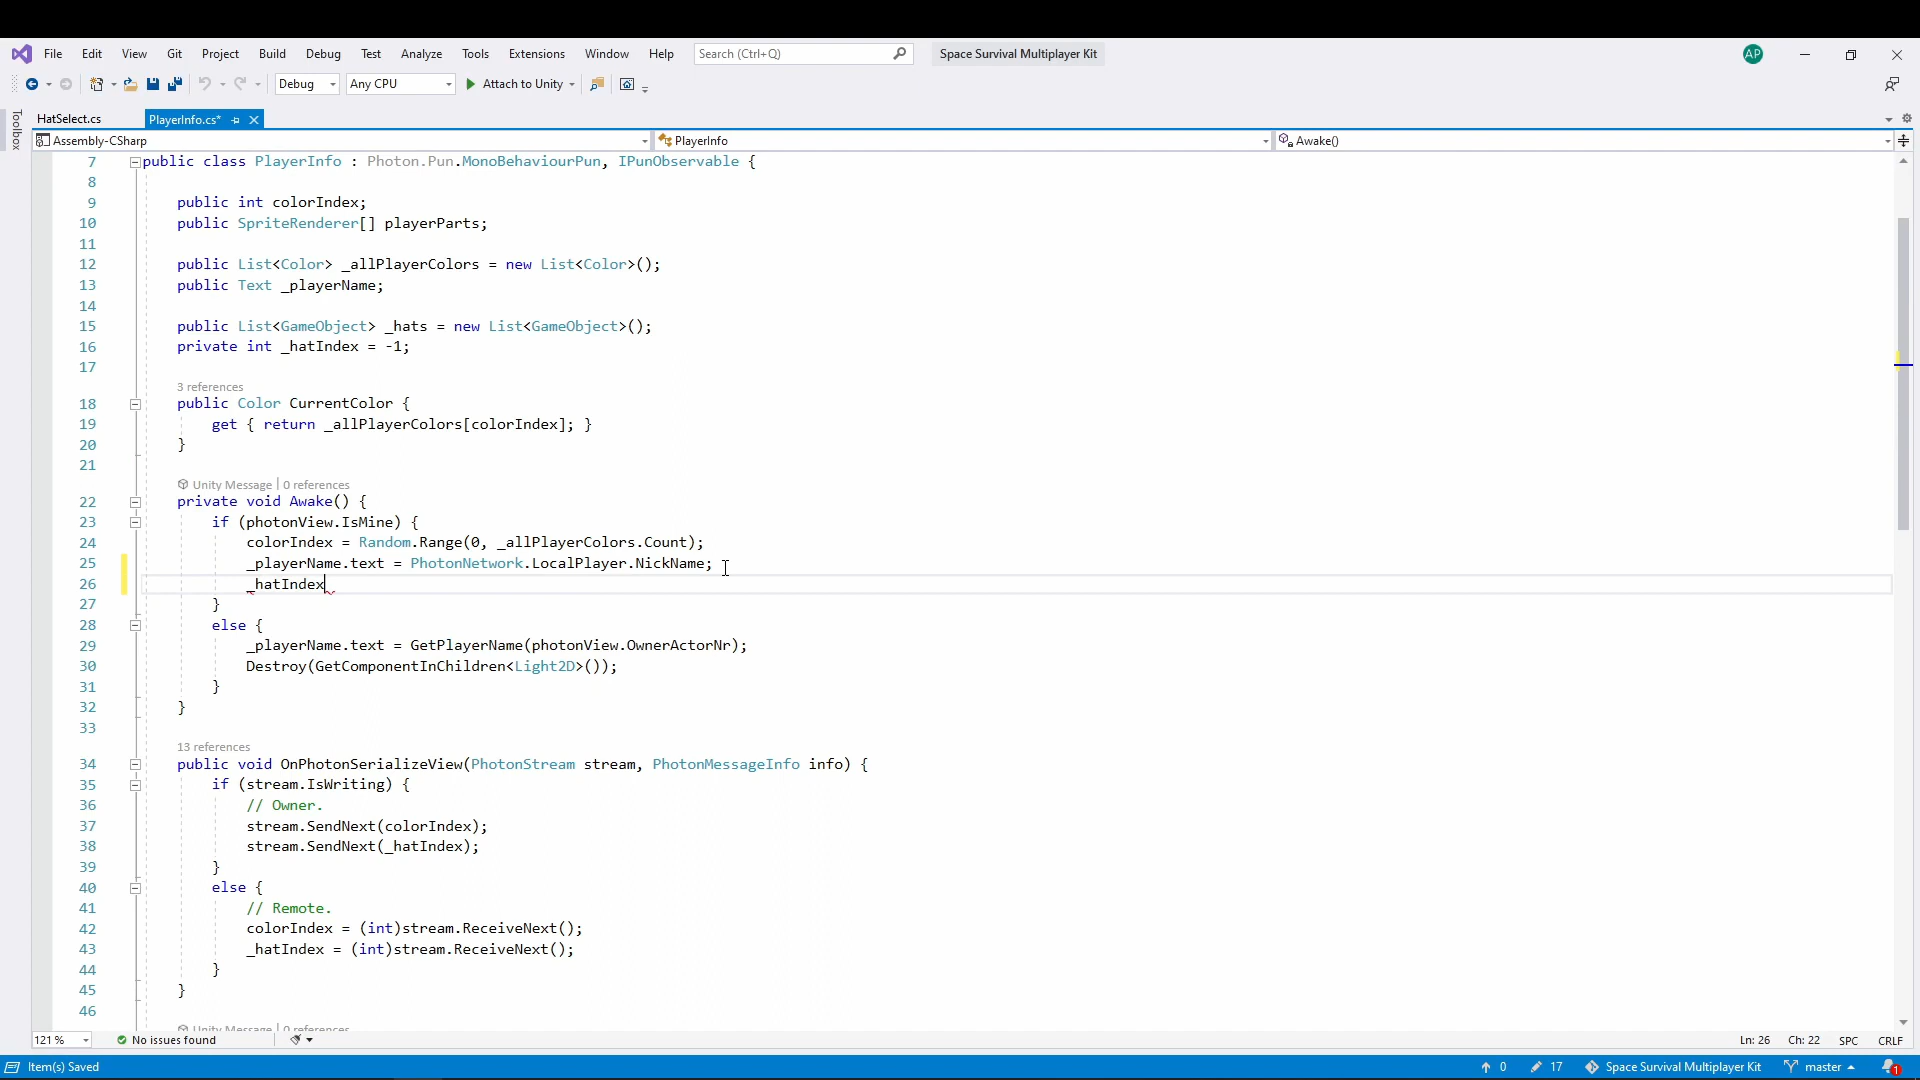 File Edit View Git Project Build Debug Test Analyze Tools Extensions Window Help Search (Ctrl+Q) Space Survival Multiplayer Kit AP
Debug Any CPU Attach to Unity
Toolbox
HatSelect.cs PlayerInfo.cs*
Assembly-CSharp PlayerInfo Awake()
7 public class PlayerInfo : Photon.Pun.MonoBehaviourPun, IPunObservable {
8
9 public int colorIndex;
10 public SpriteRenderer[] playerParts;
11
12 public List<Color> _allPlayerColors = new List<Color>();
13 public Text _playerName;
14
15 public List<GameObject> _hats = new List<GameObject>();
16 private int _hatIndex = -1;
17
3 references
18 public Color CurrentColor {
19 get { return _allPlayerColors[colorIndex]; }
20 }
21
Unity Message | 0 references
22 private void Awake() {
23 if (photonView.IsMine) {
24 colorIndex = Random.Range(0, _allPlayerColors.Count);
25 _playerName.text = PhotonNetwork.LocalPlayer.NickName;
26 _hatIndex
27 }
28 else {
29 _playerName.text = GetPlayerName(photonView.OwnerActorNr);
30 Destroy(GetComponentInChildren<Light2D>());
31 }
32 }
33
13 references
34 public void OnPhotonSerializeView(PhotonStream stream, PhotonMessageInfo info) {
35 if (stream.IsWriting) {
36 // Owner.
37 stream.SendNext(colorIndex);
38 stream.SendNext(_hatIndex);
39 }
40 else {
41 // Remote.
42 colorIndex = (int)stream.ReceiveNext();
43 _hatIndex = (int)stream.ReceiveNext();
44 }
45 }
46
Unity Message | 0 references
121 % No issues found Ln: 26 Ch: 22 SPC CRLF
Item(s) Saved 0 17 Space Survival Multiplayer Kit master 1